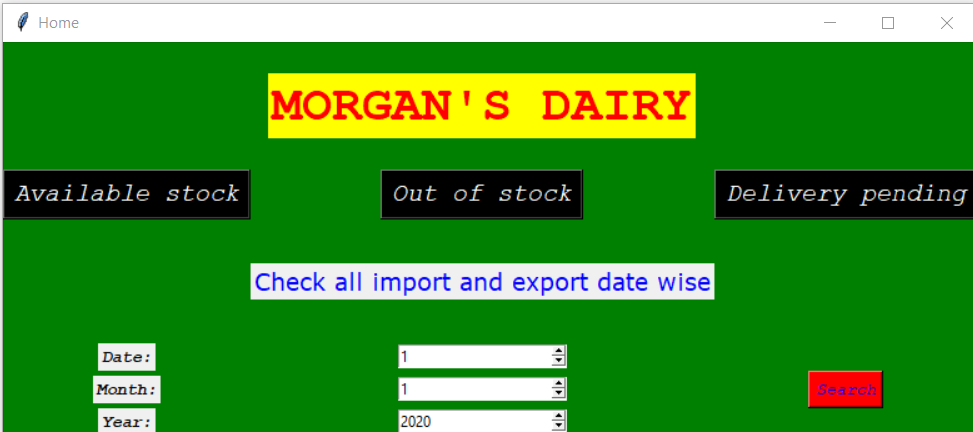 Home
MORGAN'S DAIRY
Available stock Out of stock Delivery pending
Check all import and export date wise
Date: 1
Month: 1 Search
Year: 2020